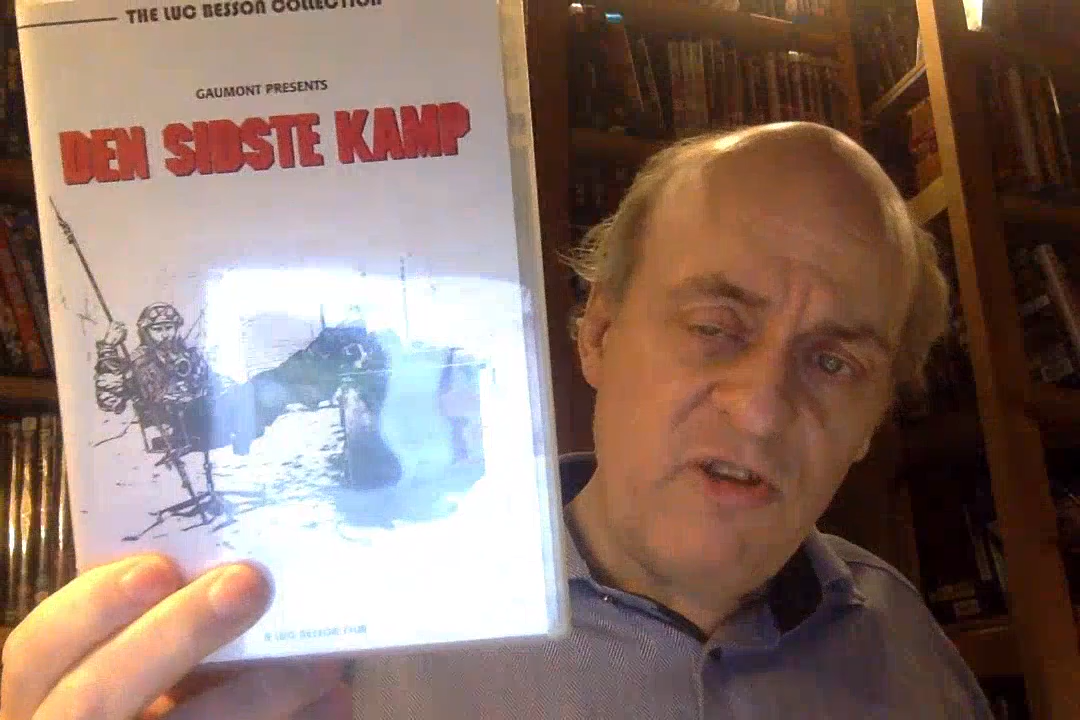 THE LUC BESSON COLLECTION
GAUMONT PRESENTS
DEN SIDSTE KAMP
LUC BESSON FILM